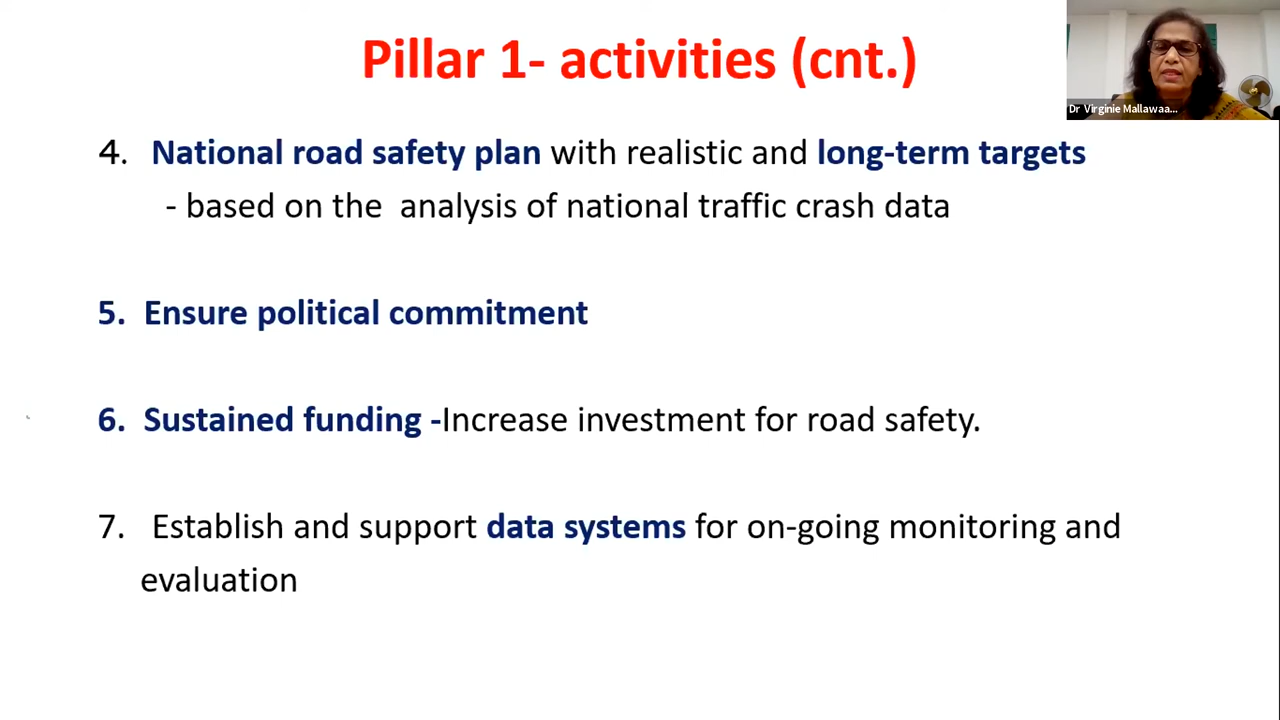 Pillar 1- activities (cnt.)
Dr Virginie Mallawaa...
4. National road safety plan with realistic and long-term targets
- based on the analysis of national traffic crash data
5. Ensure political commitment
6. Sustained funding -Increase investment for road safety.
7. Establish and support data systems for on-going monitoring and
evaluation